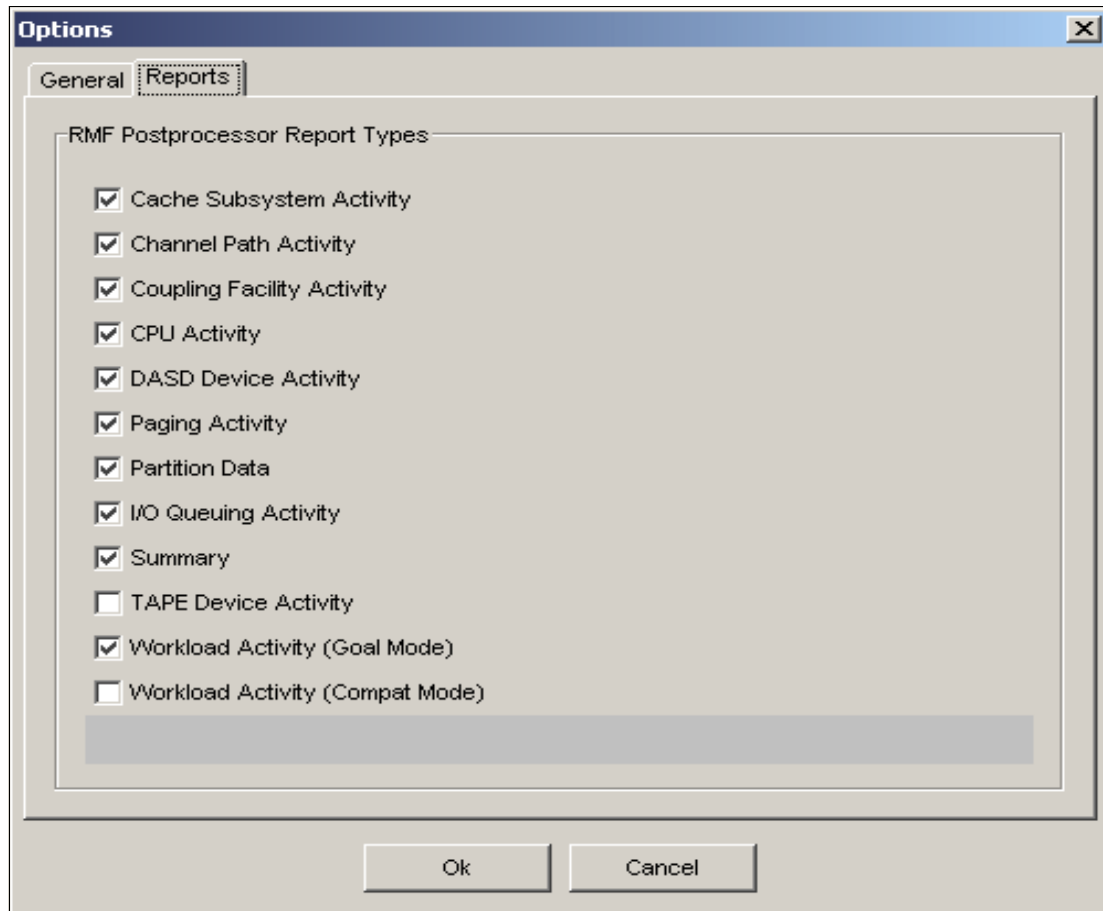 Options
General
Reports
RMF Postprocessor Report Types
Cache Subsystem Activity
Channel Path Activity
Coupling Facility Activity
CPU Activity
DASD Device Activity
Paging Activity
Partition Data
I/O Queuing Activity
Summary
TAPE Device Activity
Workload Activity (Goal Mode)
Workload Activity (Compat Mode)
Ok
Cancel